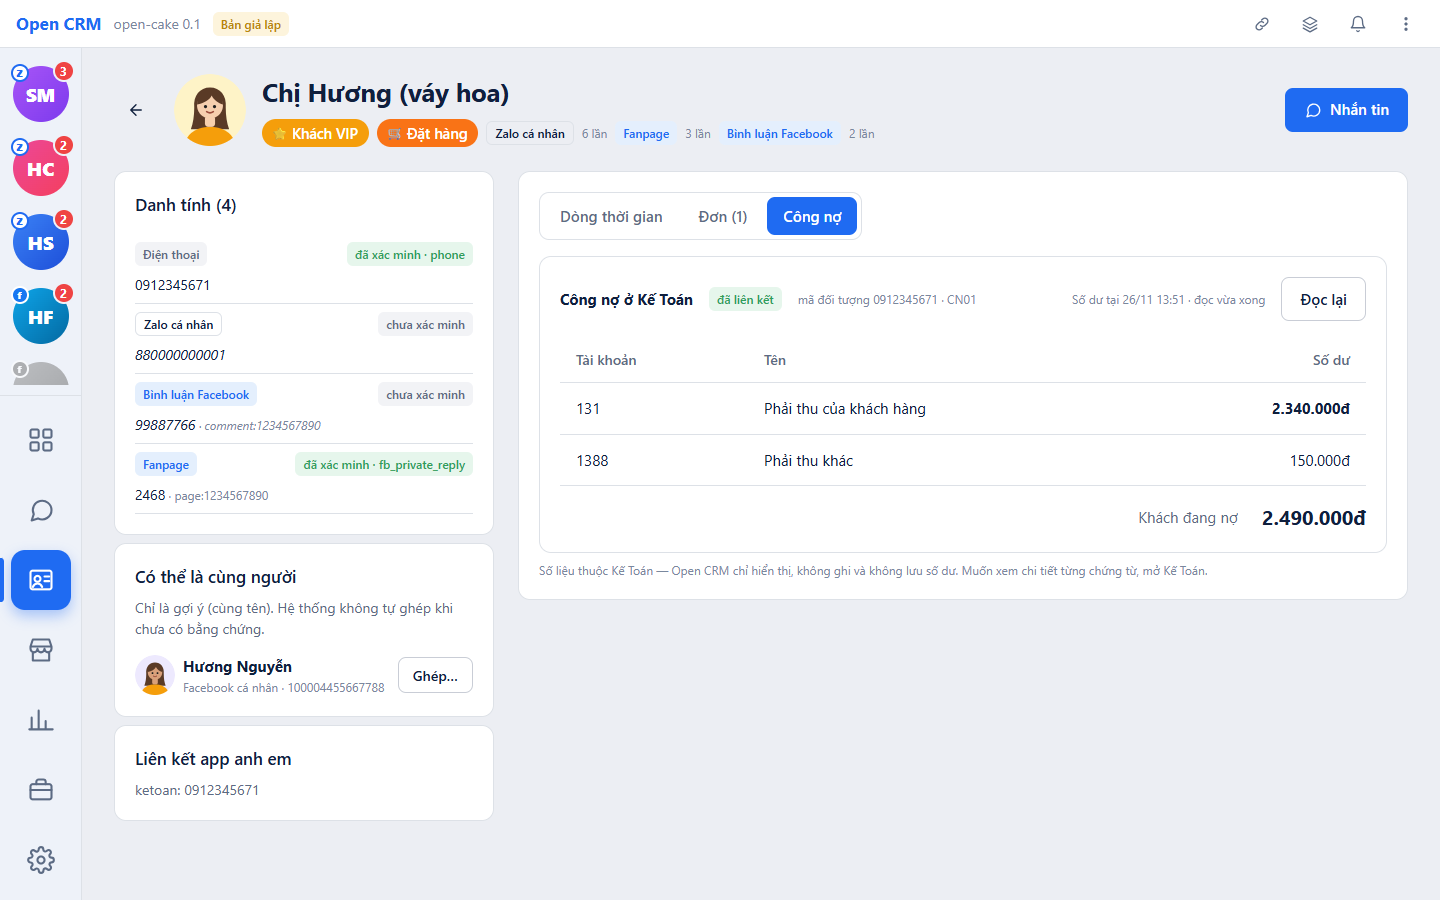 Open CRM open-cake 0.1 Bản giả lập
SM 3
HC 2
HS 2
HF 2
Chị Hương (váy hoa)
Khách VIP Đặt hàng Zalo cá nhân 6 lần Fanpage 3 lần Bình luận Facebook 2 lần
Nhắn tin
Danh tính (4)
Điện thoại đã xác minh · phone
0912345671
Zalo cá nhân chưa xác minh
880000000001
Bình luận Facebook chưa xác minh
99887766 · comment:1234567890
Fanpage đã xác minh · fb_private_reply
2468 · page:1234567890
Có thể là cùng người
Chỉ là gợi ý (cùng tên). Hệ thống không tự ghép khi
chưa có bằng chứng.
Hương Nguyễn
Facebook cá nhân · 100004455667788
Ghép...
Liên kết app anh em
ketoan: 0912345671
Dòng thời gian Đơn (1) Công nợ
Công nợ ở Kế Toán đã liên kết mã đối tượng 0912345671 · CN01 Số dư tại 26/11 13:51 · đọc vừa xong Đọc lại
Tài khoản Tên Số dư
131 Phải thu của khách hàng 2.340.000đ
1388 Phải thu khác 150.000đ
Khách đang nợ 2.490.000đ
Số liệu thuộc Kế Toán — Open CRM chỉ hiển thị, không ghi và không lưu số dư. Muốn xem chi tiết từng chứng từ, mở Kế Toán.